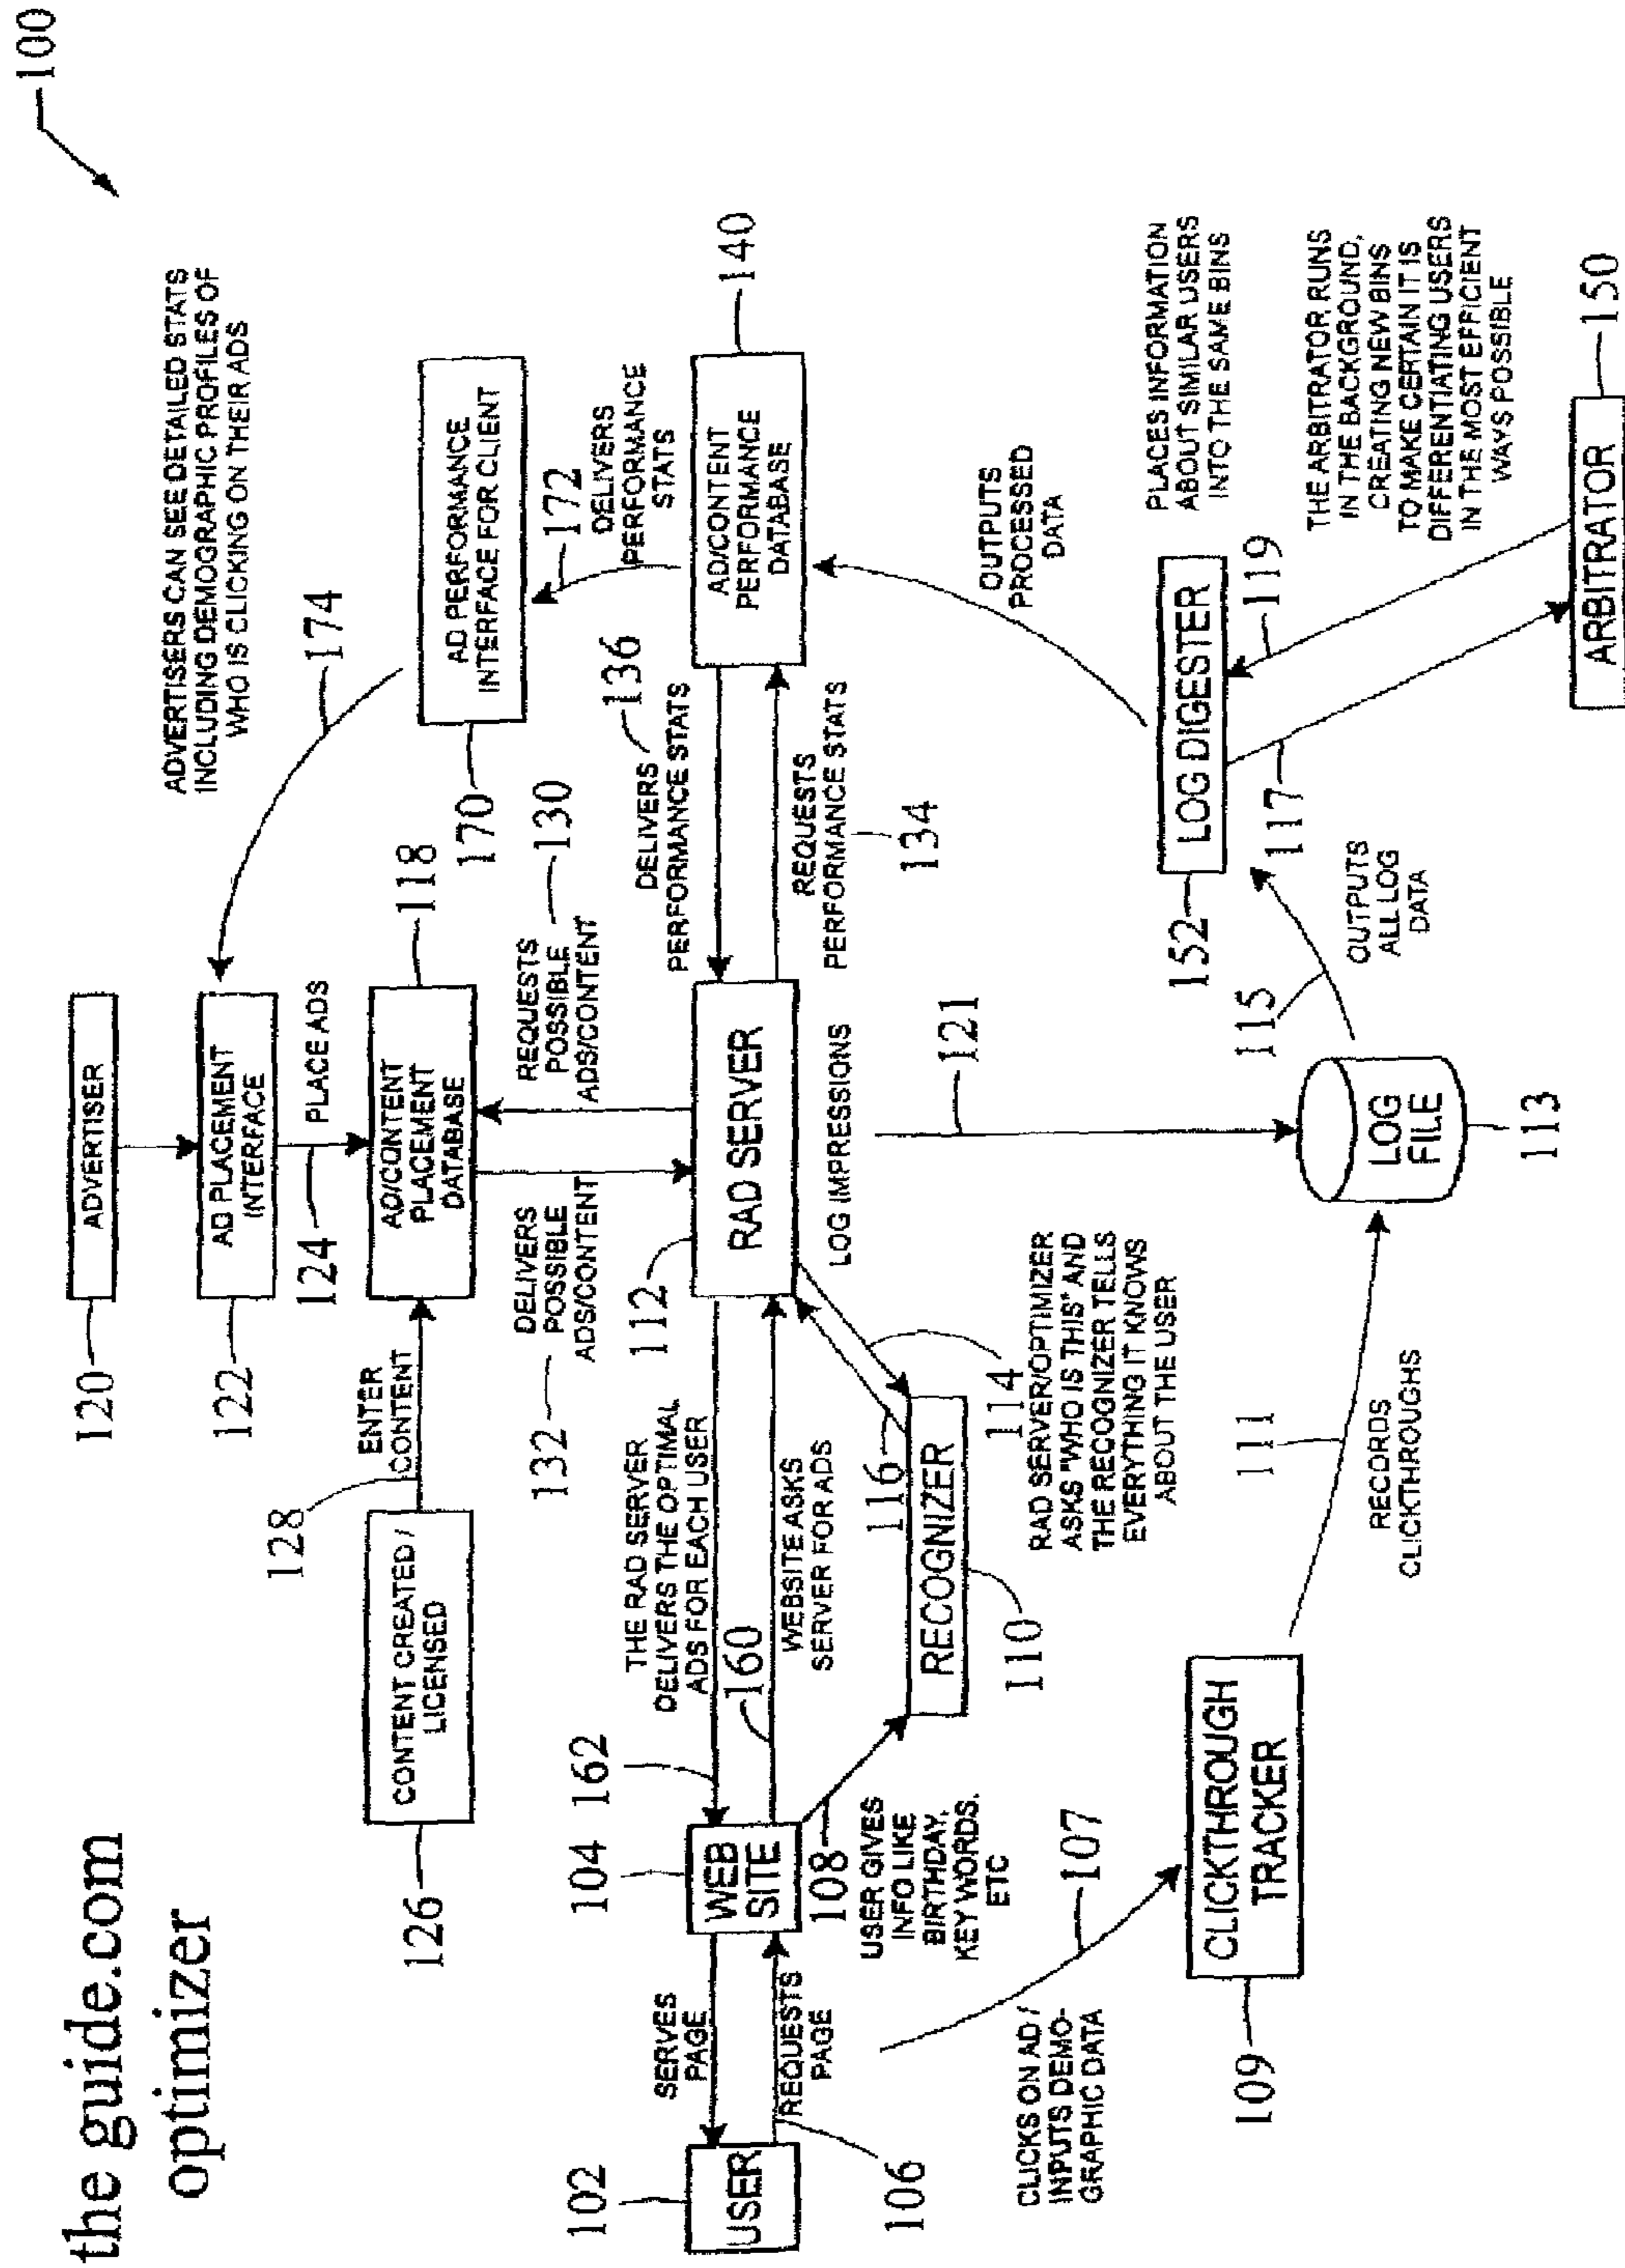 the guide.com
optimizer
100
ADVERTISER
120
AD PLACEMENT
INTERFACE
122
124
PLACE ADS
ADVERTISERS CAN SEE DETAILED STATS
INCLUDING DEMOGRAPHIC PROFILES OF
WHO IS CLICKING ON THEIR ADS
174
CONTENT CREATED /
LICENSED
126
128
ENTER
CONTENT
AD/CONTENT
PLACEMENT
DATABASE
118
AD PERFORMANCE
INTERFACE FOR CLIENT
170
172
DELIVERS
PERFORMANCE
STATS
132
DELIVERS
POSSIBLE
ADS/CONTENT
REQUESTS
POSSIBLE
ADS/CONTENT
130
DELIVERS
PERFORMANCE STATS
136
102
USER
SERVES
PAGE
REQUESTS
PAGE
106
104
WEB
SITE
162
THE RAD SERVER
DELIVERS THE OPTIMAL
ADS FOR EACH USER
160
WEBSITE ASKS
SERVER FOR ADS
112
RAD SERVER
REQUESTS
PERFORMANCE STATS
134
AD/CONTENT
PERFORMANCE
DATABASE
140
108
USER GIVES
INFO LIKE
BIRTHDAY,
KEY WORDS.
ETC
RECOGNIZER
110
116
114
RAD SERVER/OPTIMIZER
ASKS "WHO IS THIS" AND
THE RECOGNIZER TELLS
EVERYTHING IT KNOWS
ABOUT THE USER
LOG IMPRESSIONS
121
OUTPUTS
PROCESSED
DATA
CLICKS ON AD /
INPUTS DEMO-
GRAPHIC DATA
107
CLICKTHROUGH
TRACKER
109
111
RECORDS
CLICKTHROUGHS
LOG
FILE
113
115
OUTPUTS
ALL LOG
DATA
LOG DIGESTER
152
PLACES INFORMATION
ABOUT SIMILAR USERS
INTO THE SAME BINS
117
119
THE ARBITRATOR RUNS
IN THE BACKGROUND,
CREATING NEW BINS
TO MAKE CERTAIN IT IS
DIFFERENTIATING USERS
IN THE MOST EFFICIENT
WAYS POSSIBLE
ARBITRATOR
150